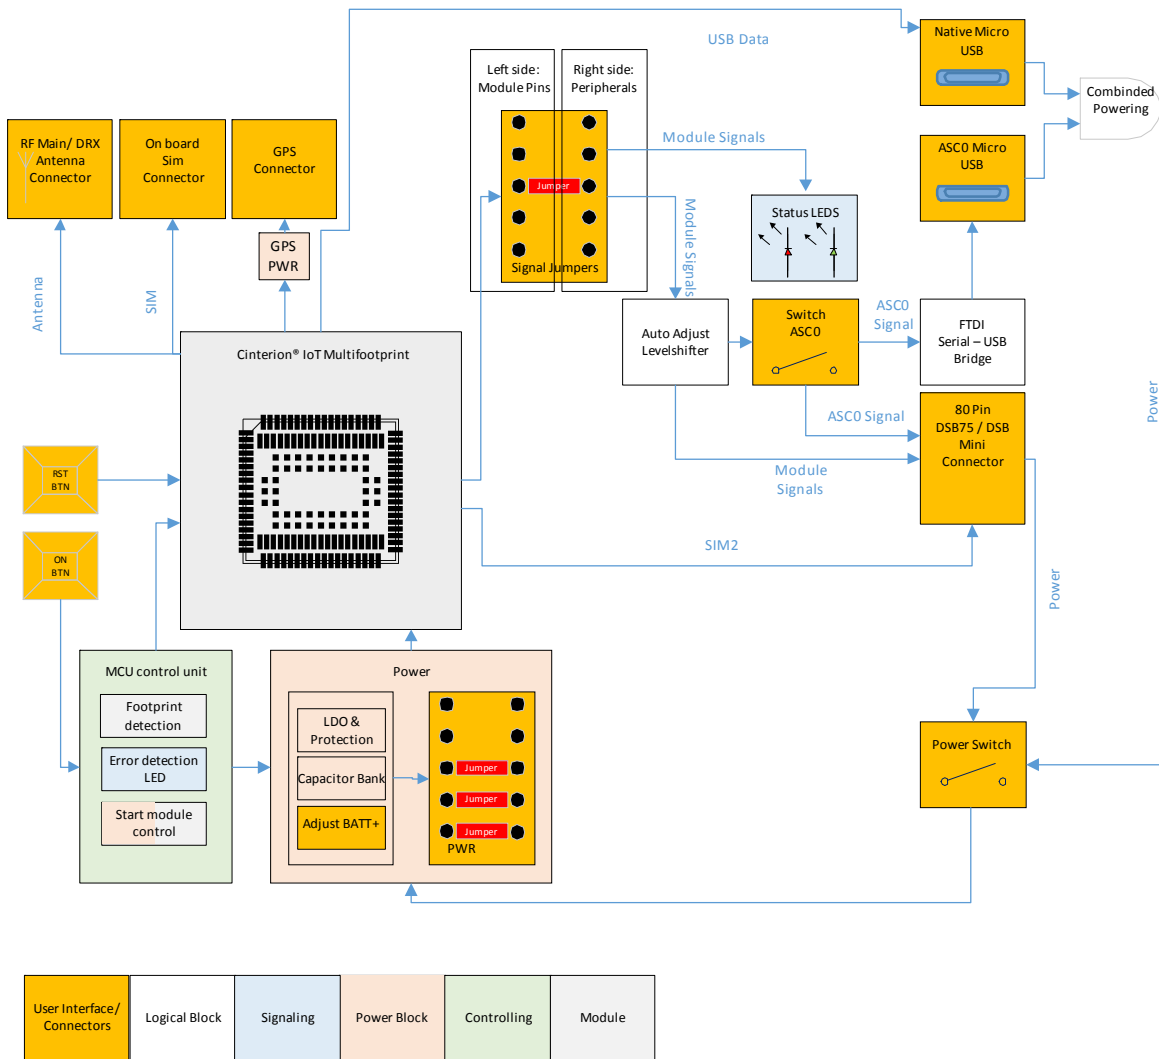 USB Data
Native Micro
USB
Left side:
Module Pins
Right side:
Peripherals
Combinded
Powering
RF Main/ DRX
Antenna
Connector
On board
Sim
Connector
GPS
Connector
Module Signals
ASC0 Micro
USB
Jumper
Signal Jumpers
Module
Signals
Status LEDS
GPS
PWR
Antenna
SIM
Auto Adjust
Levelshifter
Switch
ASC0
ASC0
Signal
FTDI
Serial – USB
Bridge
Cinterion® IoT Multifootprint
Power
ASC0 Signal
80 Pin
DSB75 / DSB
Mini
Connector
Module
Signals
RST
BTN
SIM2
ON
BTN
Power
MCU control unit
Footprint
detection
Error detection
LED
Start module
control
Power
LDO &
Protection
Capacitor Bank
Adjust BATT+
Jumper
Jumper
Jumper
PWR
Power Switch
User Interface/
Connectors
Logical Block
Signaling
Power Block
Controlling
Module